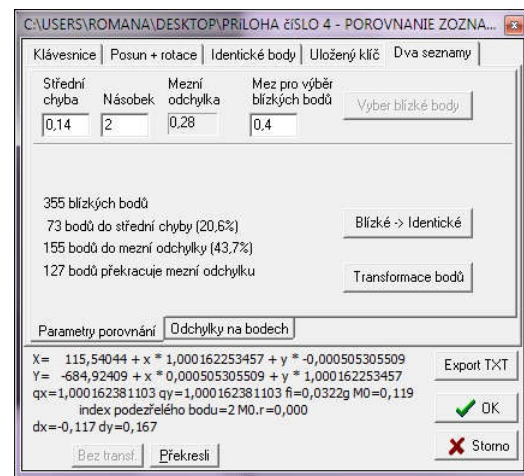 C:\USERS\ROMANA\DESKTOP\PRíLOHA číSLO 4 - POROVNANIE ZOZNA...
Klávesnice Posun + rotace Identické body Uložený klíč Dva seznamy
Střední chyba Násobek Mezní odchylka Mez pro výběr blízkých bodů
0,14 2 0,28 0,4 Vyber blízké body
355 blízkých bodů
73 bodů do střední chyby (20,6%) Blízké -> Identické
155 bodů do mezní odchylky (43,7%)
127 bodů překracuje mezní odchylku Transformace bodů
Parametry porovnání Odchylky na bodech
X= 115,54044 + x * 1,000162253457 + y * -0,000505305509 Export TXT
Y= -684,92409 + x * 0,000505305509 + y * 1,000162253457
qx=1,000162381103 qy=1,000162381103 fi=0,0322g M0=0,119
index podezřelého bodu=2 M0.r=0,000 OK
dx=-0,117 dy=0,167
Bez transf. Překresli Storno